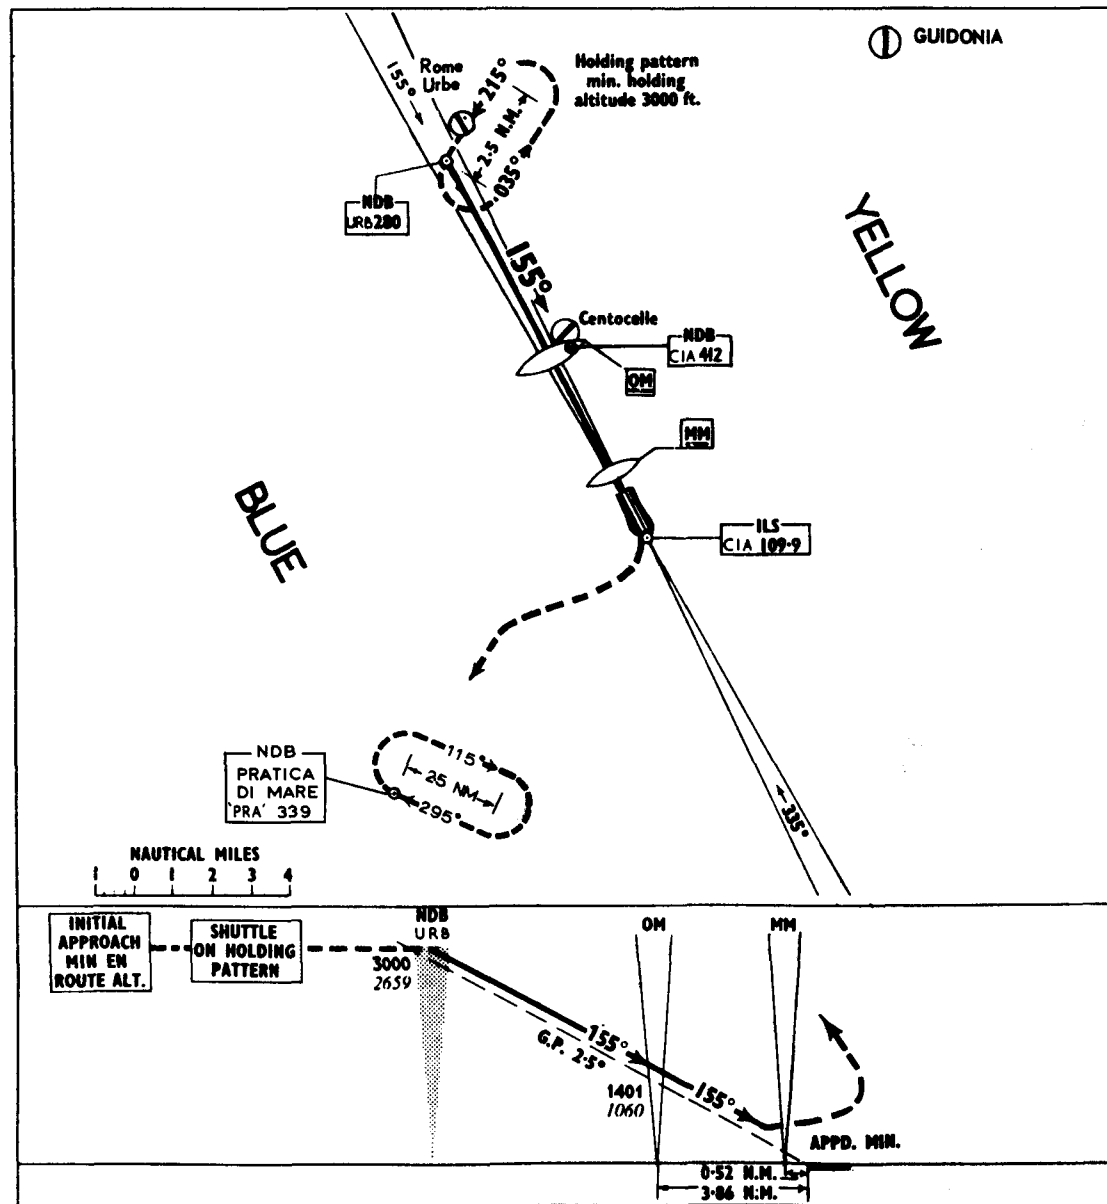 GUIDONIA
Rome
Urbe
155°
215°
2·5 N.M.
035°
Holding pattern
min. holding
altitude 3000 ft.
NDB
URB 280
YELLOW
155°
Centocelle
NDB
CIA 412
OM
MM
BLUE
ILS
CIA 109·9
NDB
PRATICA
DI MARE
'PRA' 339
115°
25 NM
295°
335°
NAUTICAL MILES
1 0 1 2 3 4
INITIAL
APPROACH
MIN EN
ROUTE ALT.
SHUTTLE
ON HOLDING
PATTERN
NDB
URB
OM
MM
3000
2659
155°
G.P. 2·5°
155°
1401
1060
APPD. MIN.
0·52 N.M.
3·86 N.M.